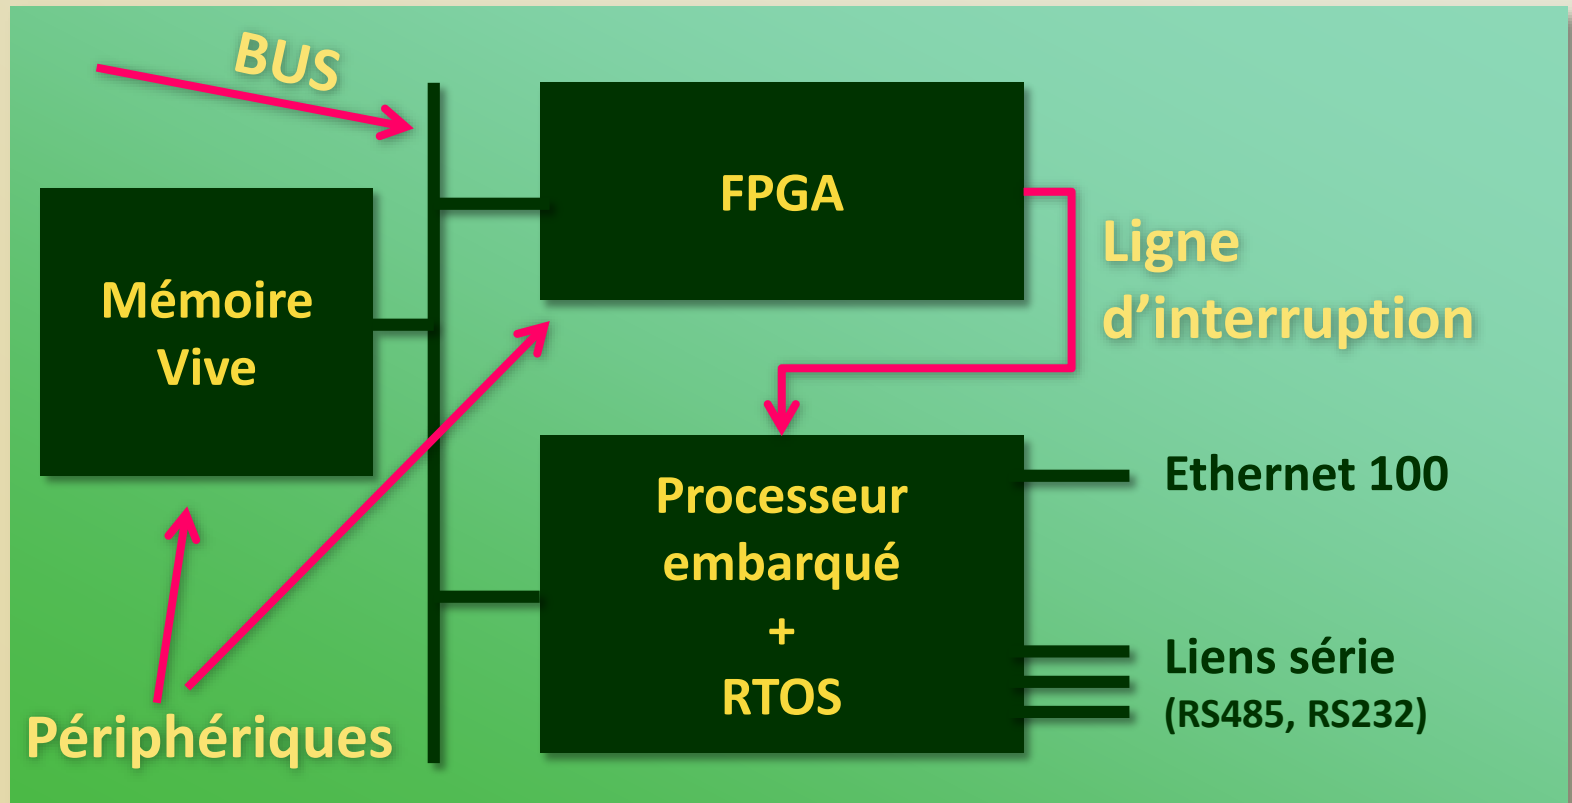 BUS
FPGA
Mémoire
Vive
Ligne
d’interruption
Processeur
embarqué
+
RTOS
Ethernet 100
Liens série
(RS485, RS232)
Périphériques